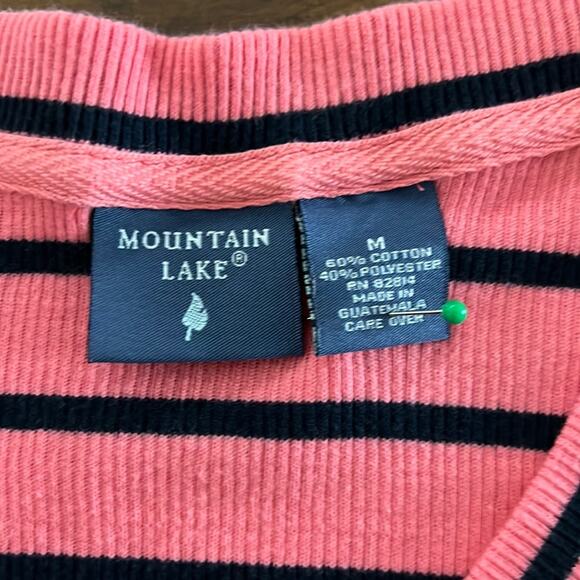 MOUNTAIN
LAKE®
M
60% COTTON
40% POLYESTER
RN 82814
MADE IN
GUATEMALA
CARE OVER